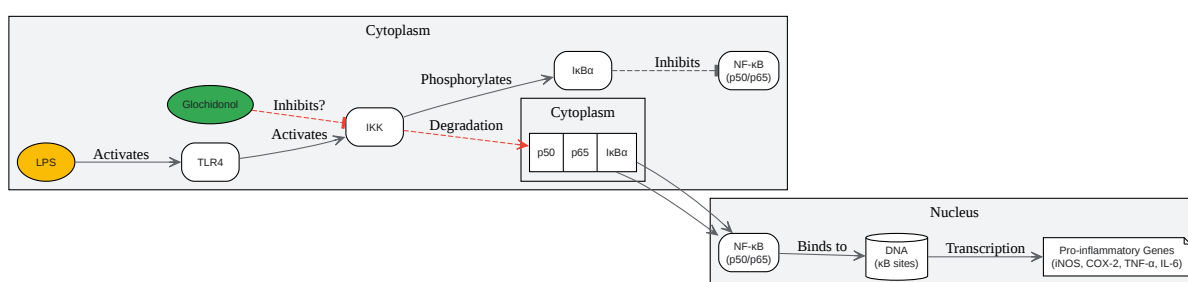 Cytoplasm
IκBα
Inhibits
NF-κB
(p50/p65)
Phosphorylates
Glochidonol
Inhibits?
IKK
Degradation
Cytoplasm
p50
p65
IκBα
LPS
Activates
TLR4
Activates
Nucleus
NF-κB
(p50/p65)
Binds to
DNA
(κB sites)
Transcription
Pro-inflammatory Genes
(iNOS, COX-2, TNF-α, IL-6)